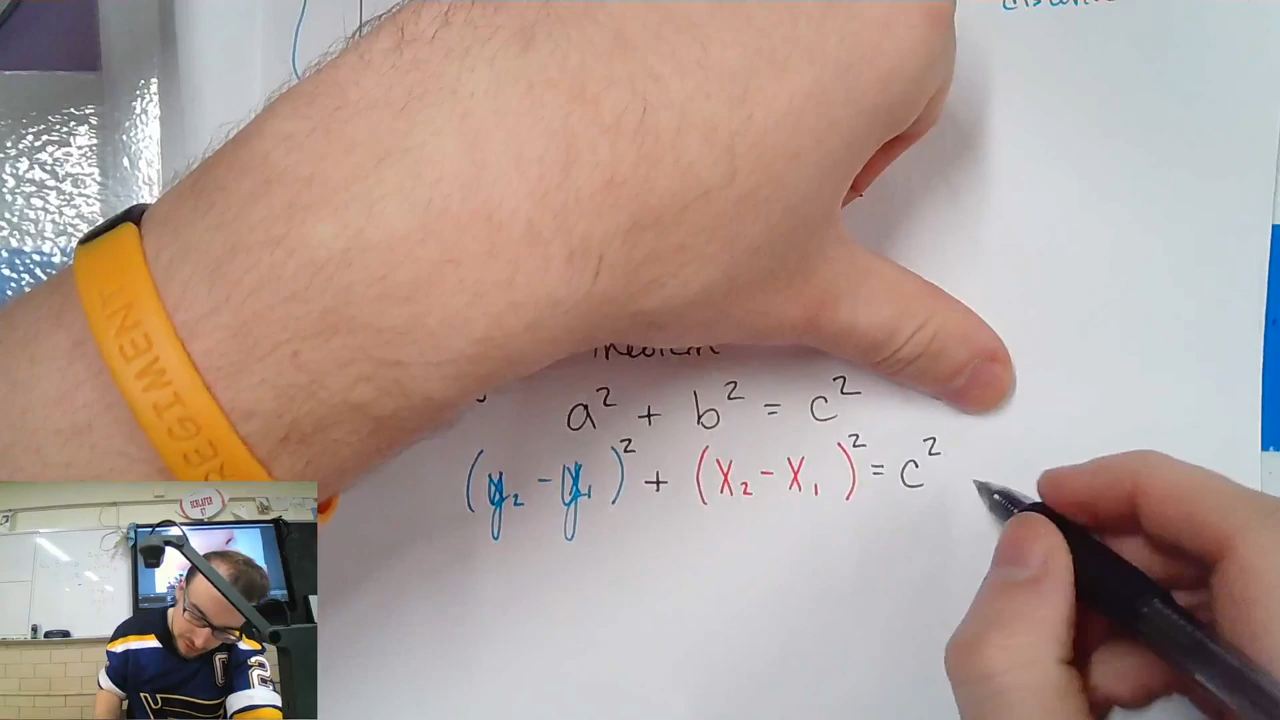 REGIMENT
a² + b² = c²
(y₂ - y₁)² + (x₂ - x₁)² = c²